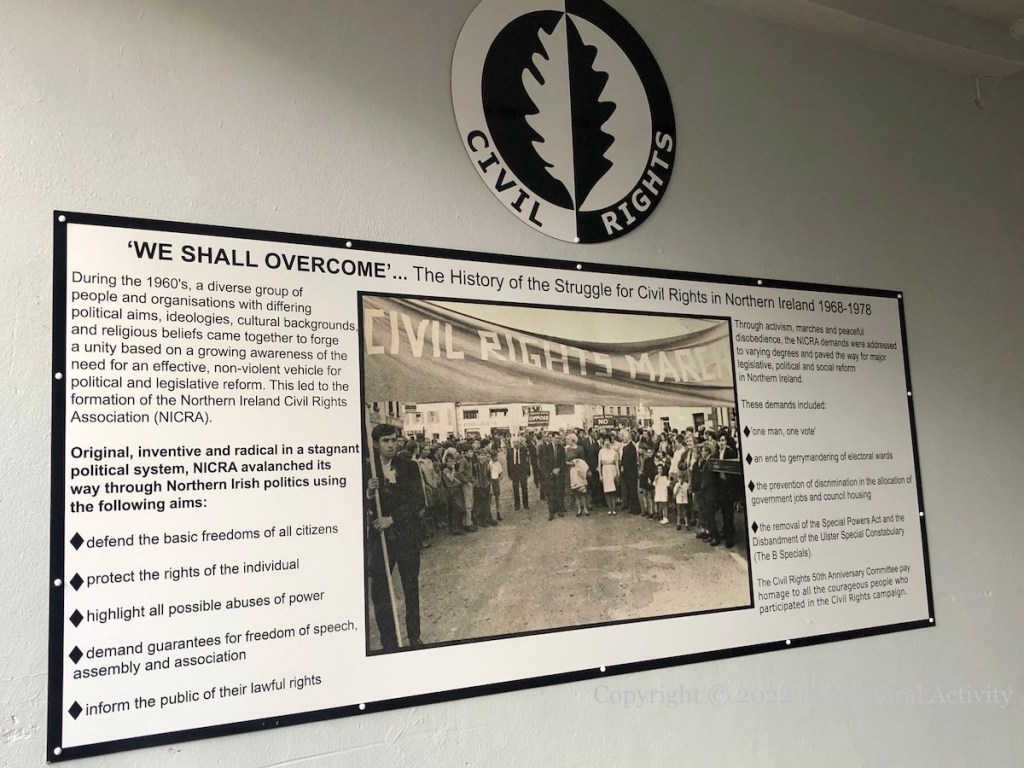 CIVIL RIGHTS
'WE SHALL OVERCOME'... The History of the Struggle for Civil Rights in Northern Ireland 1968-1978
During the 1960's, a diverse group of
people and organisations with differing
political aims, ideologies, cultural backgrounds,
and religious beliefs came together to forge
a unity based on a growing awareness of the
need for an effective, non-violent vehicle for
political and legislative reform. This led to the
formation of the Northern Ireland Civil Rights
Association (NICRA).
Original, inventive and radical in a stagnant
political system, NICRA avalanched its
way through Northern Irish politics using
the following aims:
♦ defend the basic freedoms of all citizens
♦ protect the rights of the individual
♦ highlight all possible abuses of power
♦ demand guarantees for freedom of speech,
assembly and association
♦ inform the public of their lawful rights
CIVIL RIGHTS MARCH
NO
Through activism, marches and peaceful
disobedience, the NICRA demands were addressed
to varying degrees and paved the way for major
legislative, political and social reform
in Northern Ireland.
These demands included:
♦ 'one man, one vote'
♦ an end to gerrymandering of electoral wards
♦ the prevention of discrimination in the allocation of
government jobs and council housing
♦ the removal of the Special Powers Act and the
Disbandment of the Ulster Special Constabulary
(The B Specials).
The Civil Rights 50th Anniversary Committee pay
homage to all the courageous people who
participated in the Civil Rights campaign.
Copyright © 2022 Activity